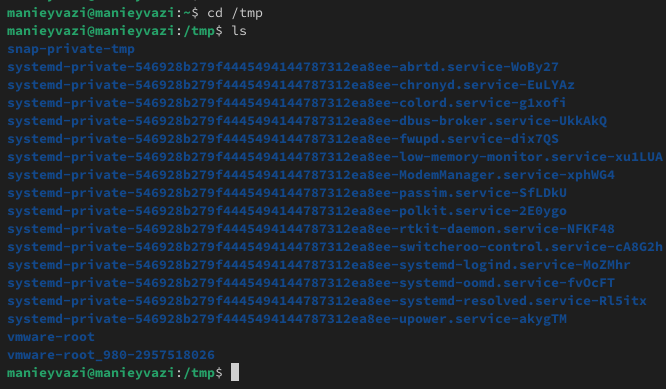 manieyvazi@manieyvazi:~$ cd /tmp
manieyvazi@manieyvazi:/tmp$ ls
snap-private-tmp
systemd-private-546928b279f4445494144787312ea8ee-abrtd.service-WoBy27
systemd-private-546928b279f4445494144787312ea8ee-chronyd.service-EuLYAz
systemd-private-546928b279f4445494144787312ea8ee-colord.service-g1xofi
systemd-private-546928b279f4445494144787312ea8ee-dbus-broker.service-UkkAkQ
systemd-private-546928b279f4445494144787312ea8ee-fwupd.service-dix7QS
systemd-private-546928b279f4445494144787312ea8ee-low-memory-monitor.service-xu1LUA
systemd-private-546928b279f4445494144787312ea8ee-ModemManager.service-xphWG4
systemd-private-546928b279f4445494144787312ea8ee-passim.service-SfLDkU
systemd-private-546928b279f4445494144787312ea8ee-polkit.service-2E0ygo
systemd-private-546928b279f4445494144787312ea8ee-rtkit-daemon.service-NFKF48
systemd-private-546928b279f4445494144787312ea8ee-switcheroo-control.service-cA8G2h
systemd-private-546928b279f4445494144787312ea8ee-systemd-logind.service-MoZMhr
systemd-private-546928b279f4445494144787312ea8ee-systemd-oomd.service-fvOcFT
systemd-private-546928b279f4445494144787312ea8ee-systemd-resolved.service-Rl5itx
systemd-private-546928b279f4445494144787312ea8ee-upower.service-akygTM
vmware-root
vmware-root_980-2957518026
manieyvazi@manieyvazi:/tmp$